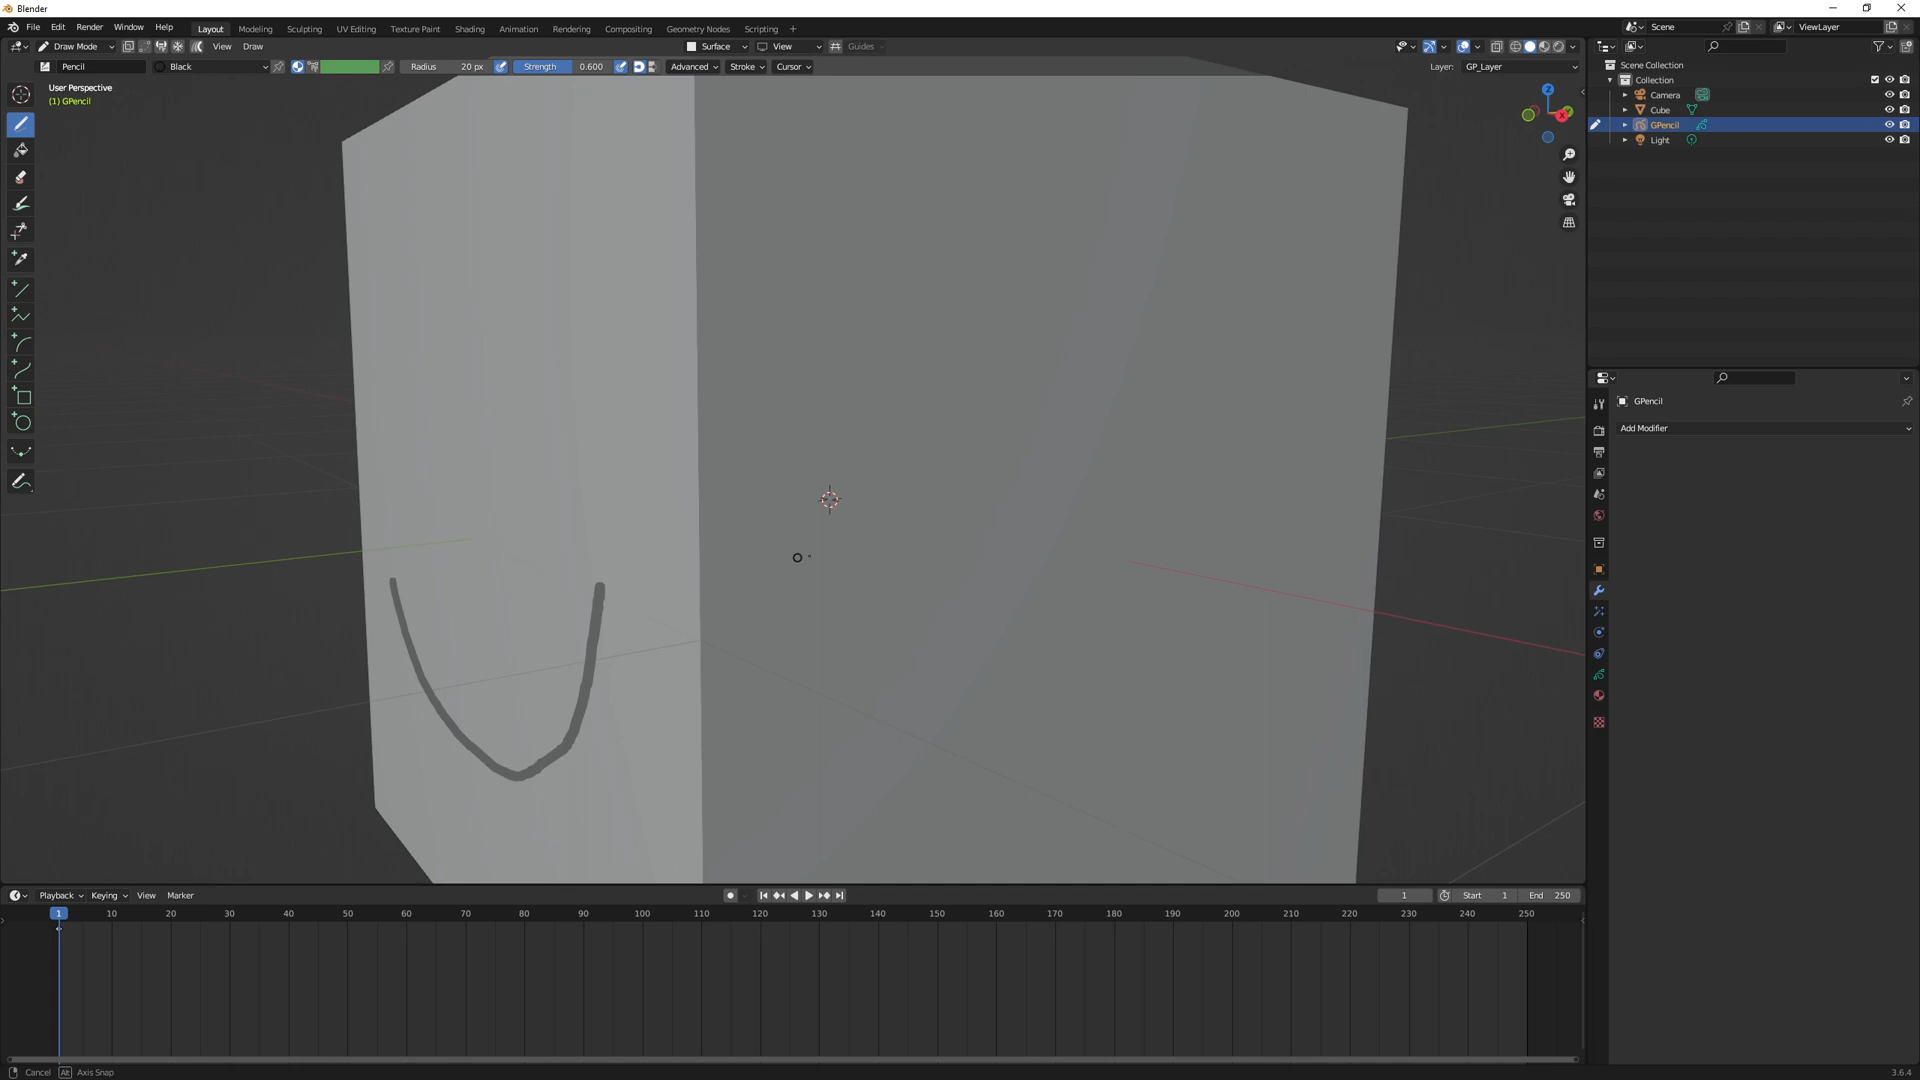 Blender
File Edit Render Window Help Layout Modeling Sculpting UV Editing Texture Paint Shading Animation Rendering Compositing Geometry Nodes Scripting + Scene ViewLayer
Draw Mode View Draw Surface View Guides
Pencil Black Radius 20 px Strength 0.600 Advanced Stroke Cursor Layer: GP_Layer
User Perspective
(1) GPencil
Z
X
Scene Collection
Collection
Camera
Cube
GPencil
Light
GPencil
Add Modifier
Playback Keying View Marker 1 Start 1 End 250
1 10 20 30 40 50 60 70 80 90 100 110 120 130 140 150 160 170 180 190 200 210 220 230 240 250
Cancel Alt Axis Snap 3.6.4